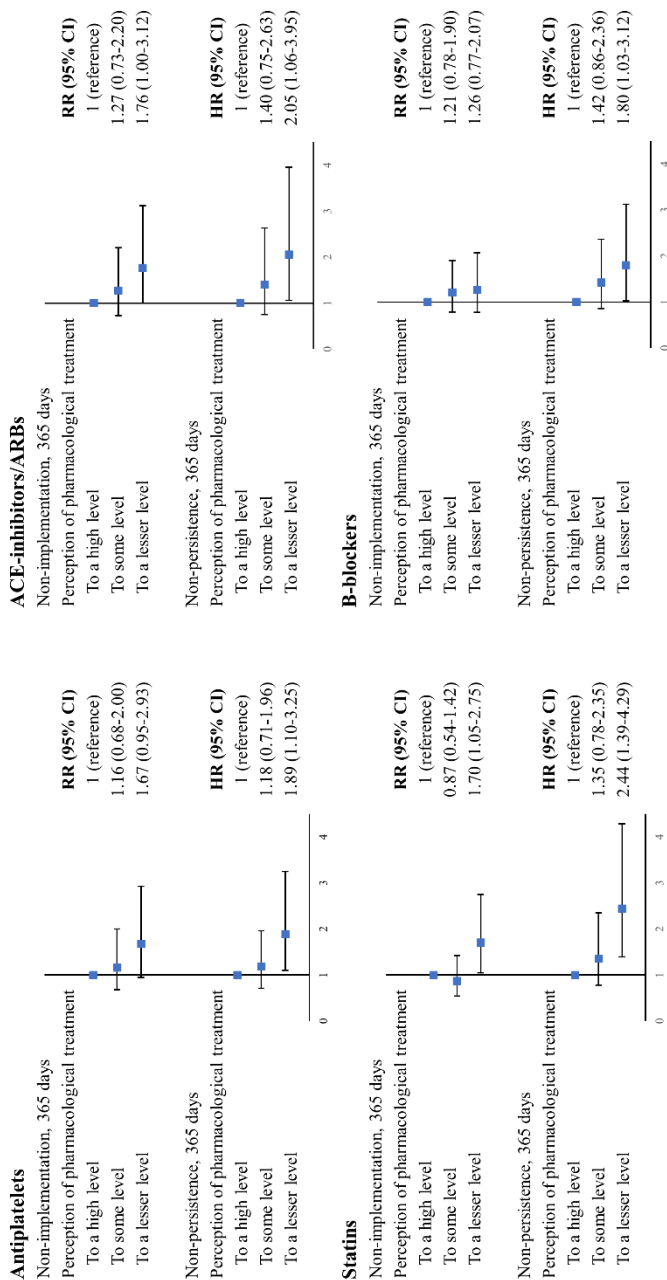 Antiplatelets
Non-implementation, 365 days
Perception of pharmacological treatment RR (95% CI)
To a high level 1 (reference)
To some level 1.16 (0.68-2.00)
To a lesser level 1.67 (0.95-2.93)
Non-persistence, 365 days
Perception of pharmacological treatment HR (95% CI)
To a high level 1 (reference)
To some level 1.18 (0.71-1.96)
To a lesser level 1.89 (1.10-3.25)
0 1 2 3 4
ACE-inhibitors/ARBs
Non-implementation, 365 days
Perception of pharmacological treatment RR (95% CI)
To a high level 1 (reference)
To some level 1.27 (0.73-2.20)
To a lesser level 1.76 (1.00-3.12)
Non-persistence, 365 days
Perception of pharmacological treatment HR (95% CI)
To a high level 1 (reference)
To some level 1.40 (0.75-2.63)
To a lesser level 2.05 (1.06-3.95)
0 1 2 3 4
Statins
Non-implementation, 365 days
Perception of pharmacological treatment RR (95% CI)
To a high level 1 (reference)
To some level 0.87 (0.54-1.42)
To a lesser level 1.70 (1.05-2.75)
Non-persistence, 365 days
Perception of pharmacological treatment HR (95% CI)
To a high level 1 (reference)
To some level 1.35 (0.78-2.35)
To a lesser level 2.44 (1.39-4.29)
0 1 2 3 4
B-blockers
Non-implementation, 365 days
Perception of pharmacological treatment RR (95% CI)
To a high level 1 (reference)
To some level 1.21 (0.78-1.90)
To a lesser level 1.26 (0.77-2.07)
Non-persistence, 365 days
Perception of pharmacological treatment HR (95% CI)
To a high level 1 (reference)
To some level 1.42 (0.86-2.36)
To a lesser level 1.80 (1.03-3.12)
0 1 2 3 4